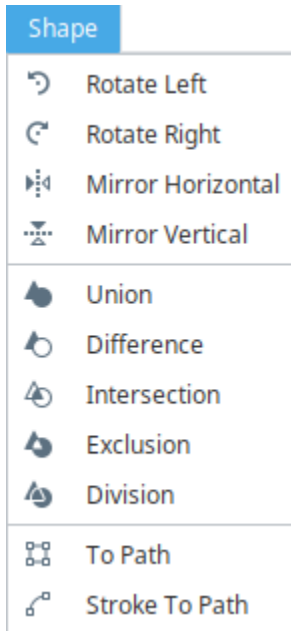 Shape
Rotate Left
Rotate Right
Mirror Horizontal
Mirror Vertical
Union
Difference
Intersection
Exclusion
Division
To Path
Stroke To Path